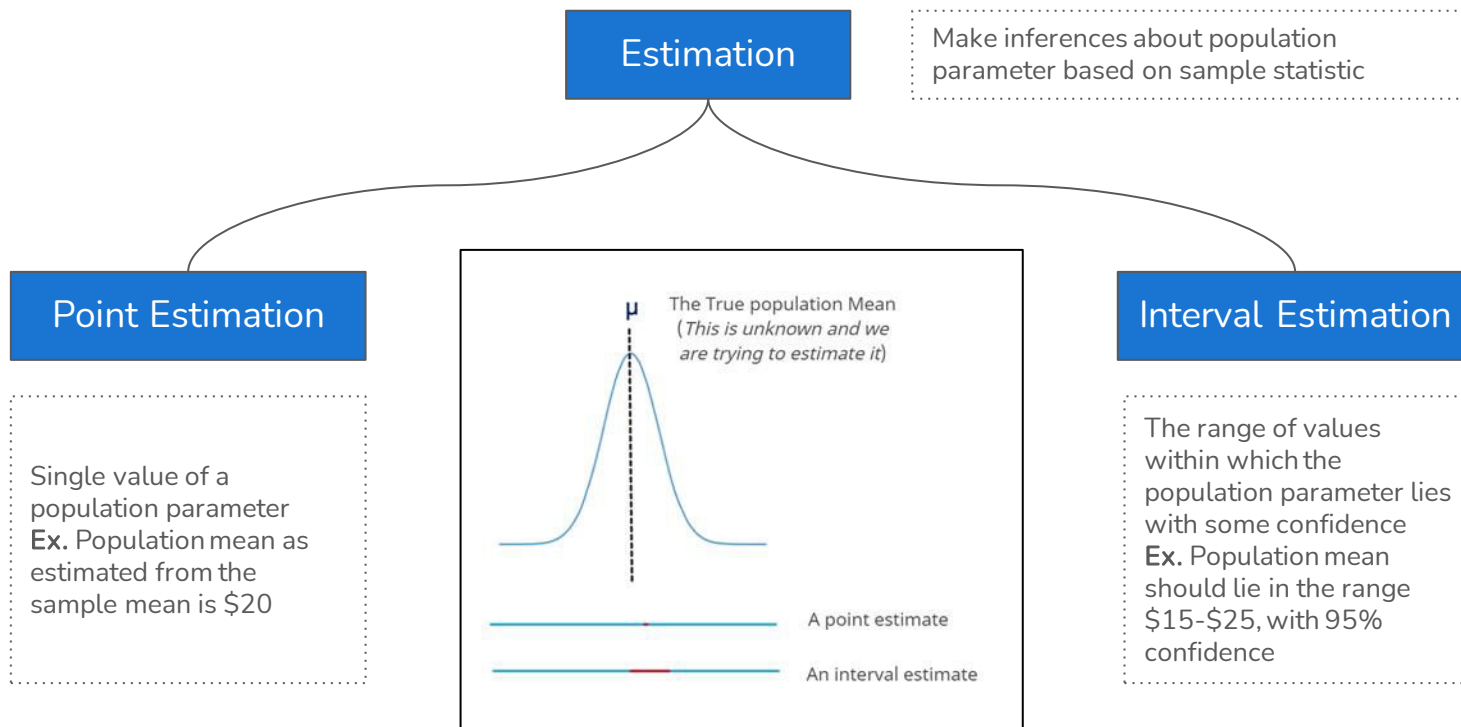 Estimation
Make inferences about population
parameter based on sample statistic
Point Estimation
Single value of a
population parameter
Ex. Population mean as
estimated from the
sample mean is $20
μ
The True population Mean
(This is unknown and we
are trying to estimate it)
A point estimate
An interval estimate
Interval Estimation
The range of values
within which the
population parameter lies
with some confidence
Ex. Population mean
should lie in the range
$15-$25, with 95%
confidence